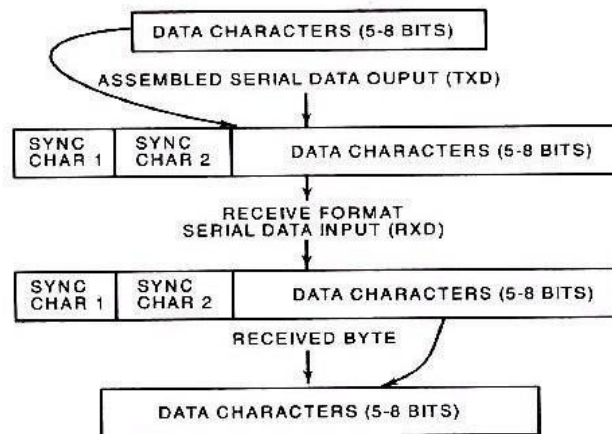 DATA CHARACTERS (5-8 BITS)
ASSEMBLED SERIAL DATA OUPUT (TXD)
SYNC CHAR 1
SYNC CHAR 2
DATA CHARACTERS (5-8 BITS)
RECEIVE FORMAT
SERIAL DATA INPUT (RXD)
SYNC CHAR 1
SYNC CHAR 2
DATA CHARACTERS (5-8 BITS)
RECEIVED BYTE
DATA CHARACTERS (5-8 BITS)